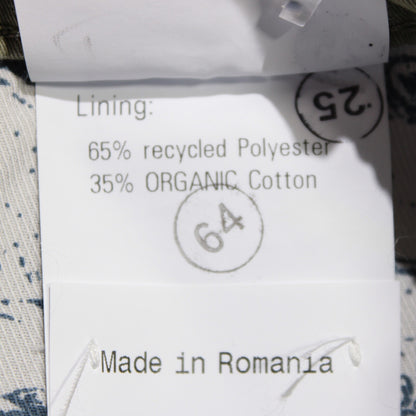 Lining:
25
65% recycled Polyester
35% ORGANIC Cotton
64
Made in Romania